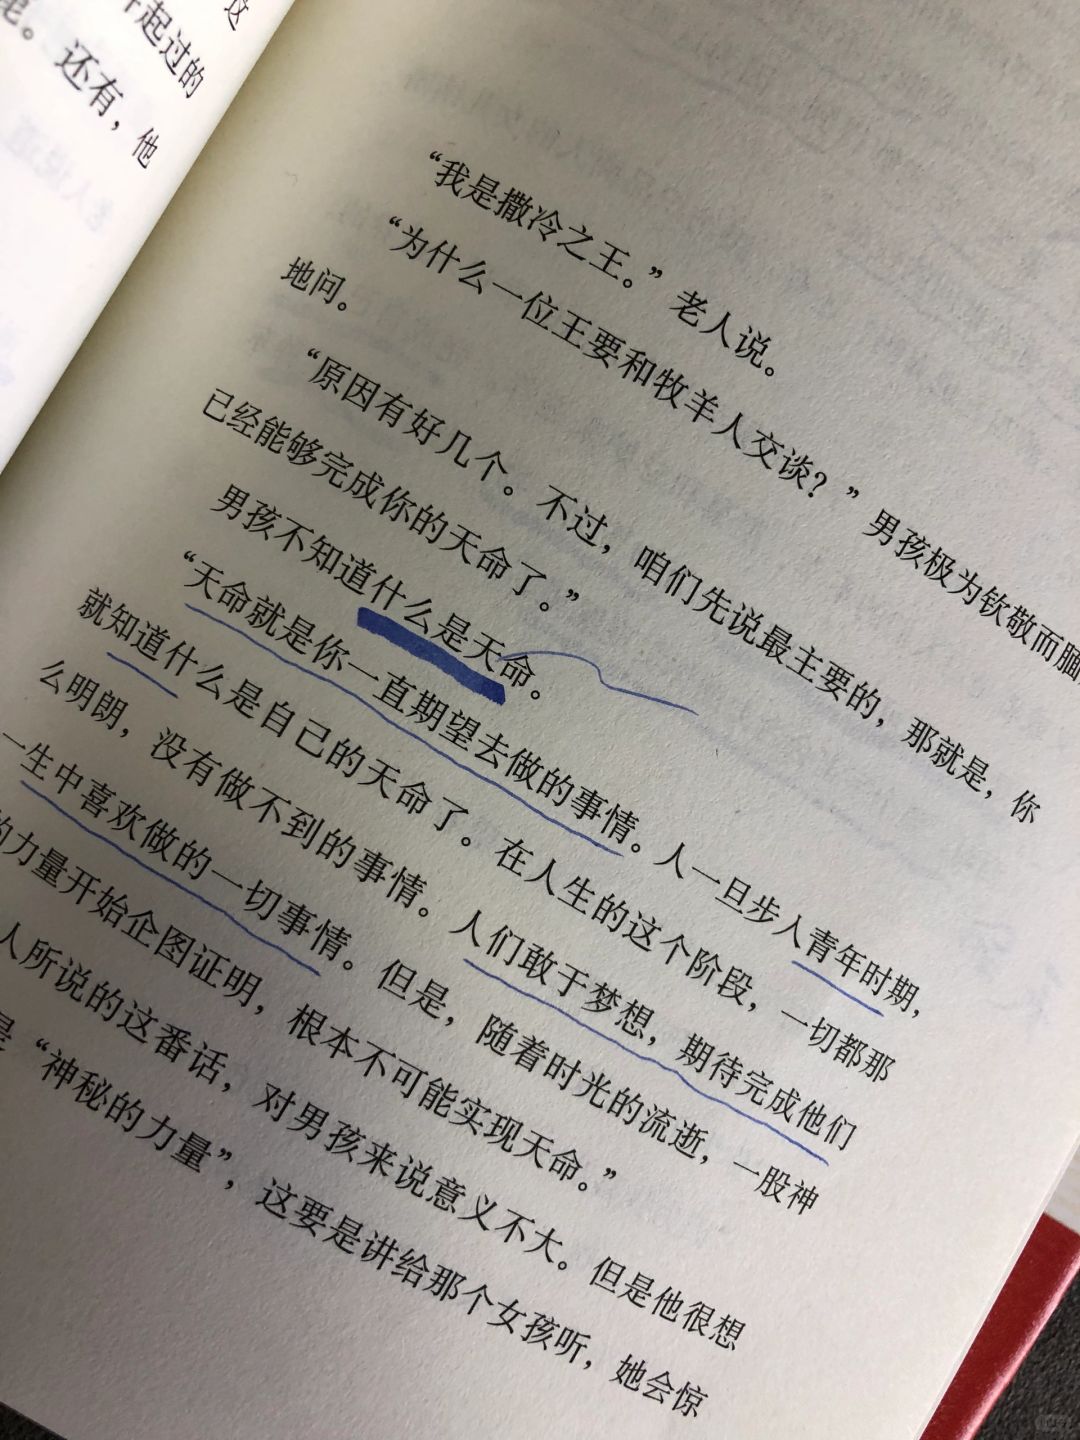 这
起过的
。还有，他
“我是撒冷之王。”老人说。
“为什么一位王要和牧羊人交谈？”男孩极为钦敬而腼
地问。
“原因有好几个。不过，咱们先说最主要的，那就是，你
已经能够完成你的天命了。”
男孩不知道什么是天命。
“天命就是你一直期望去做的事情。人一旦步入青年时期，
就知道什么是自己的天命了。在人生的这个阶段，一切都那
么明朗，没有做不到的事情。人们敢于梦想，期待完成他们
一生中喜欢做的一切事情。但是，随着时光的流逝，一股神
的力量开始企图证明，根本不可能实现天命。”
人所说的这番话，对男孩来说意义不大。但是他很想
是“神秘的力量”，这要是讲给那个女孩听，她会惊